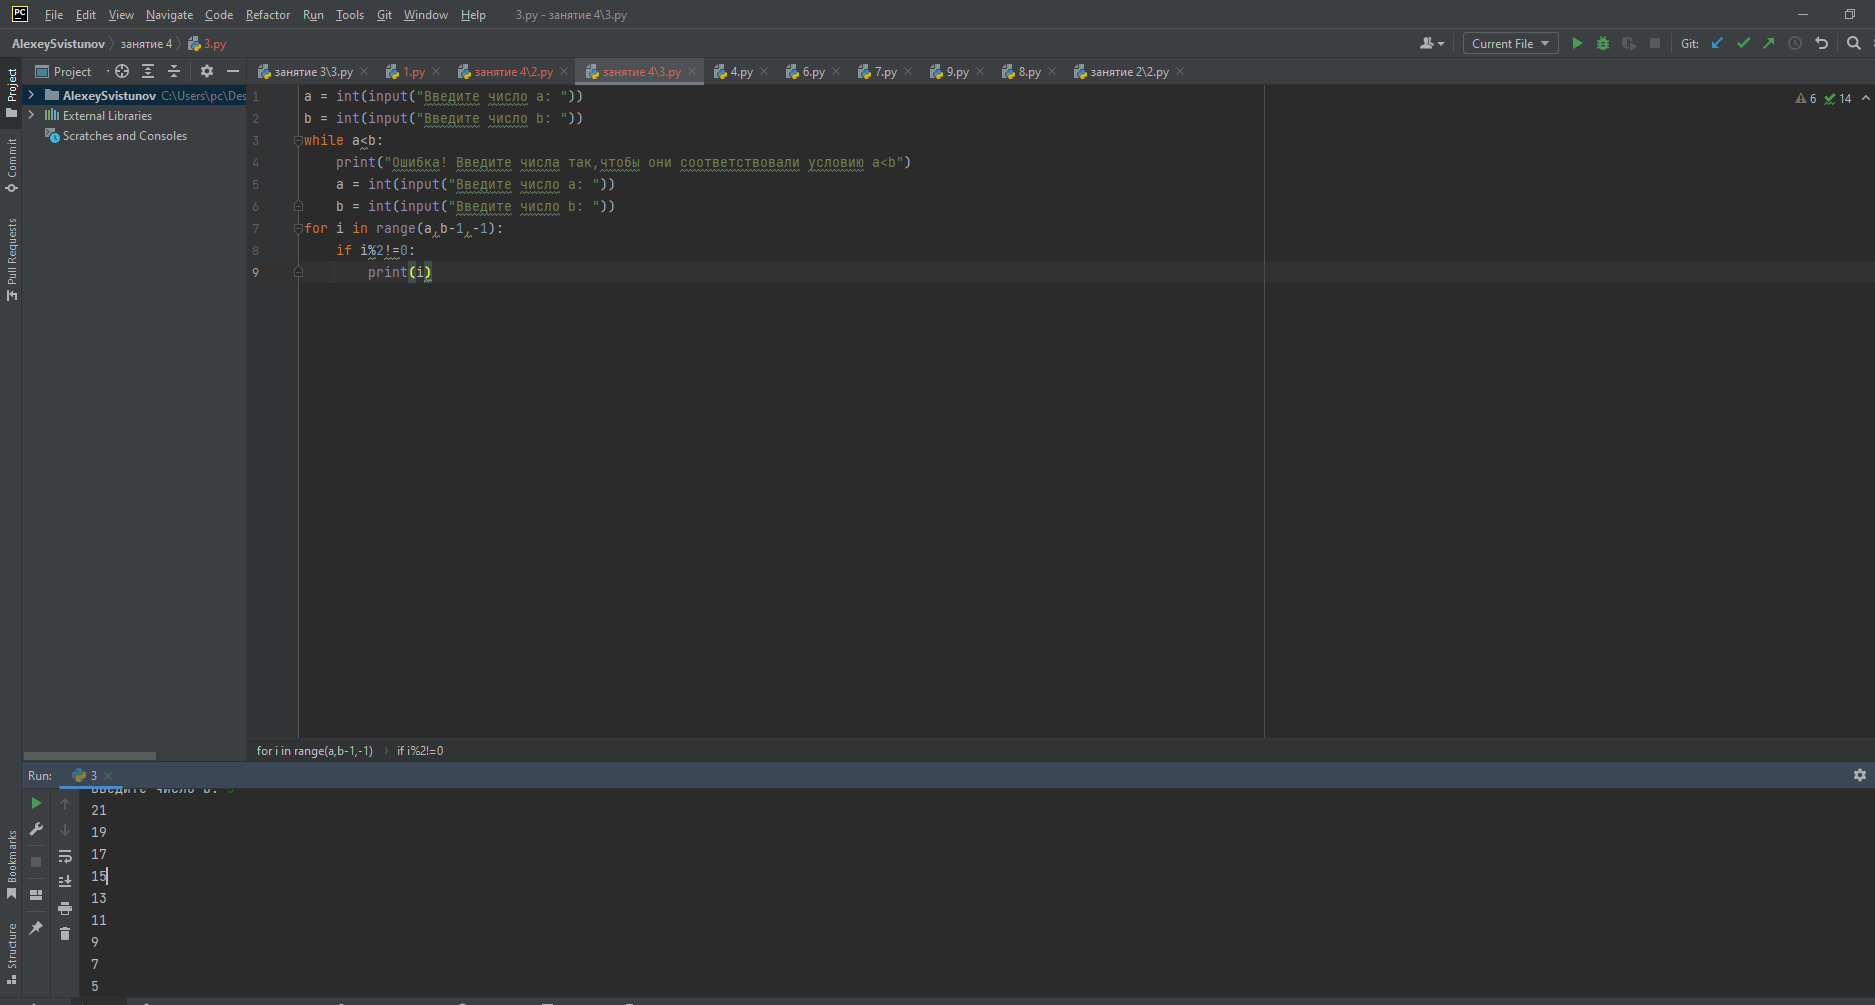 PC File Edit View Navigate Code Refactor Run Tools Git Window Help 3.py - занятие 4\3.py
AlexeySvistunov занятие 4 3.py Current File Git:
Project занятие 3\3.py 1.py занятие 4\2.py занятие 4\3.py 4.py 6.py 7.py 9.py 8.py занятие 2\2.py
Project
Commit
Pull Requests
Bookmarks
Structure
AlexeySvistunov C:\Users\pc\Des
External Libraries
Scratches and Consoles
6 14
1 a = int(input("Введите число a: "))
2 b = int(input("Введите число b: "))
3 while a<b:
4 print("Ошибка! Введите числа так,чтобы они соответствовали условию a<b")
5 a = int(input("Введите число a: "))
6 b = int(input("Введите число b: "))
7 for i in range(a,b-1,-1):
8 if i%2!=0:
9 print(i)
for i in range(a,b-1,-1) if i%2!=0
Run: 3
Введите число b:
21
19
17
15
13
11
9
7
5